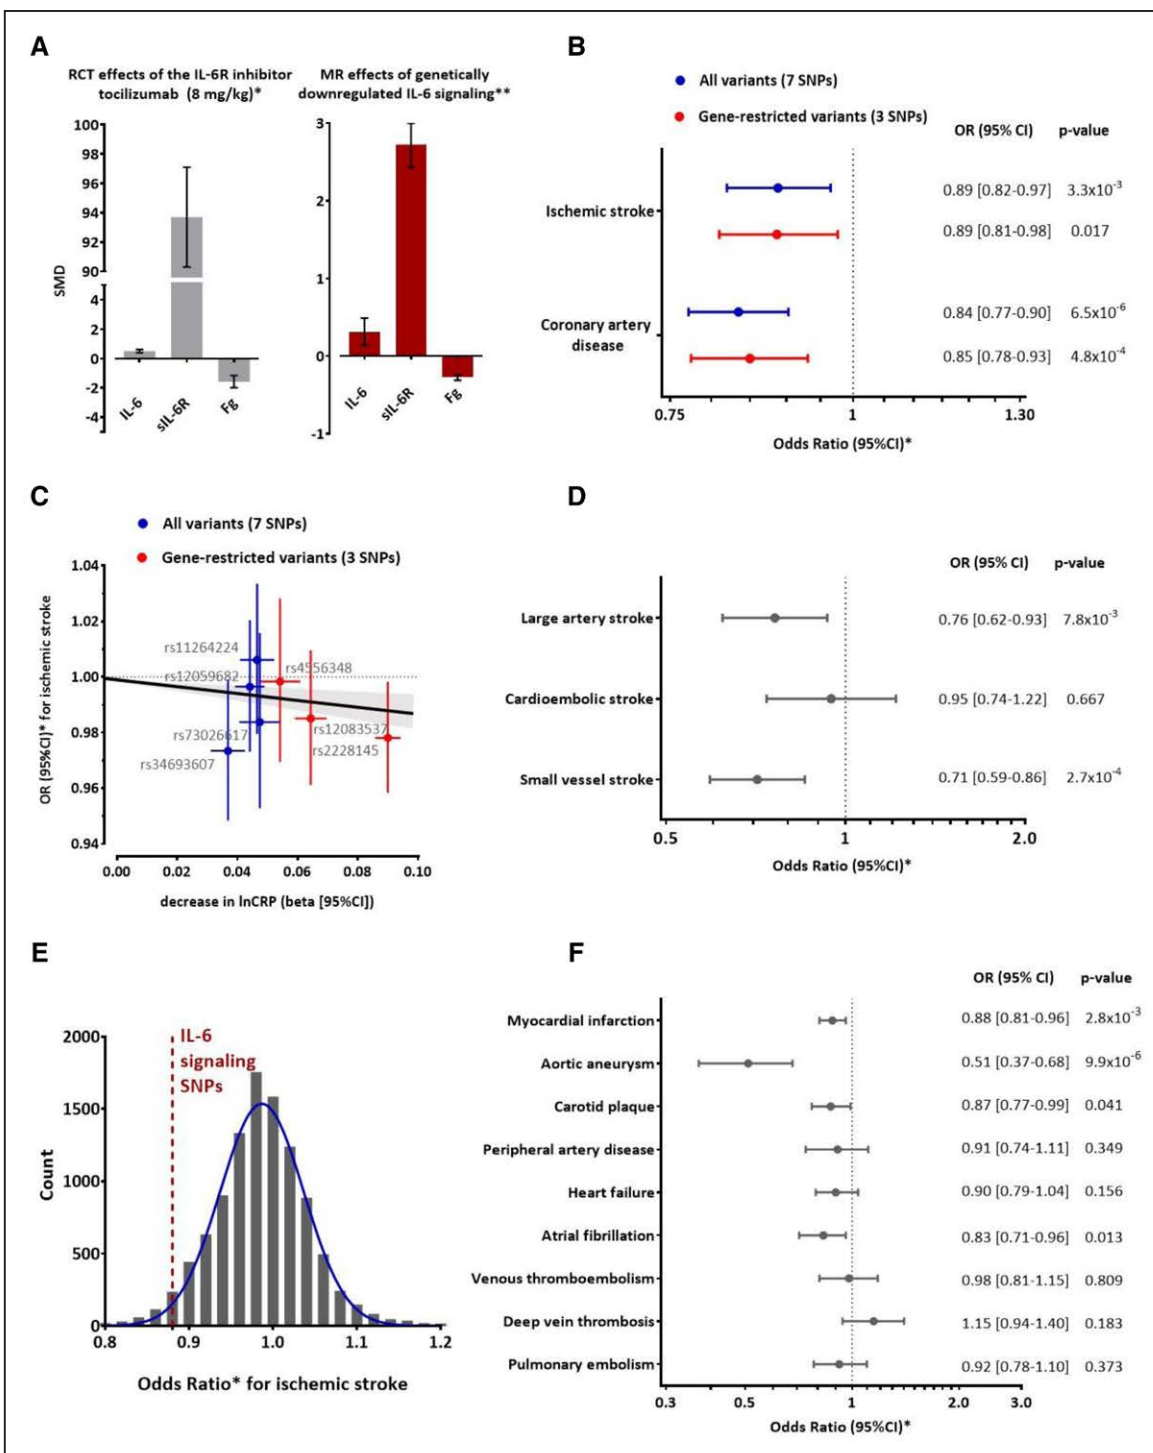 A
RCT effects of the IL-6R inhibitor
tocilizumab (8 mg/kg)*
MR effects of genetically
downregulated IL-6 signaling**
SMD
100
98
96
94
92
90
4
2
0
-2
-4
IL-6
sIL-6R
Fg
3
2
1
0
-1
IL-6
sIL-6R
Fg
B
All variants (7 SNPs)
Gene-restricted variants (3 SNPs)
OR (95% CI) p-value
Ischemic stroke
0.89 [0.82-0.97] 3.3x10-3
0.89 [0.81-0.98] 0.017
Coronary artery
disease
0.84 [0.77-0.90] 6.5x10-6
0.85 [0.78-0.93] 4.8x10-4
0.75 1 1.30
Odds Ratio (95%CI)*
C
All variants (7 SNPs)
Gene-restricted variants (3 SNPs)
OR (95%CI)* for ischemic stroke
1.04
1.02
1.00
0.98
0.96
0.94
rs11264224
rs12059682
rs4556348
rs73026617
rs12083537
rs2228145
rs34693607
0.00 0.02 0.04 0.06 0.08 0.10
decrease in lnCRP (beta [95%CI])
D
OR (95% CI) p-value
Large artery stroke 0.76 [0.62-0.93] 7.8x10-3
Cardioembolic stroke 0.95 [0.74-1.22] 0.667
Small vessel stroke 0.71 [0.59-0.86] 2.7x10-4
0.5 1 2.0
Odds Ratio (95%CI)*
E
IL-6
signaling
SNPs
Count
2000
1500
1000
500
0
0.8 0.9 1.0 1.1 1.2
Odds Ratio* for ischemic stroke
F
OR (95% CI) p-value
Myocardial infarction 0.88 [0.81-0.96] 2.8x10-3
Aortic aneurysm 0.51 [0.37-0.68] 9.9x10-6
Carotid plaque 0.87 [0.77-0.99] 0.041
Peripheral artery disease 0.91 [0.74-1.11] 0.349
Heart failure 0.90 [0.79-1.04] 0.156
Atrial fibrillation 0.83 [0.71-0.96] 0.013
Venous thromboembolism 0.98 [0.81-1.15] 0.809
Deep vein thrombosis 1.15 [0.94-1.40] 0.183
Pulmonary embolism 0.92 [0.78-1.10] 0.373
0.3 0.5 1 2.0 3.0
Odds Ratio (95%CI)*